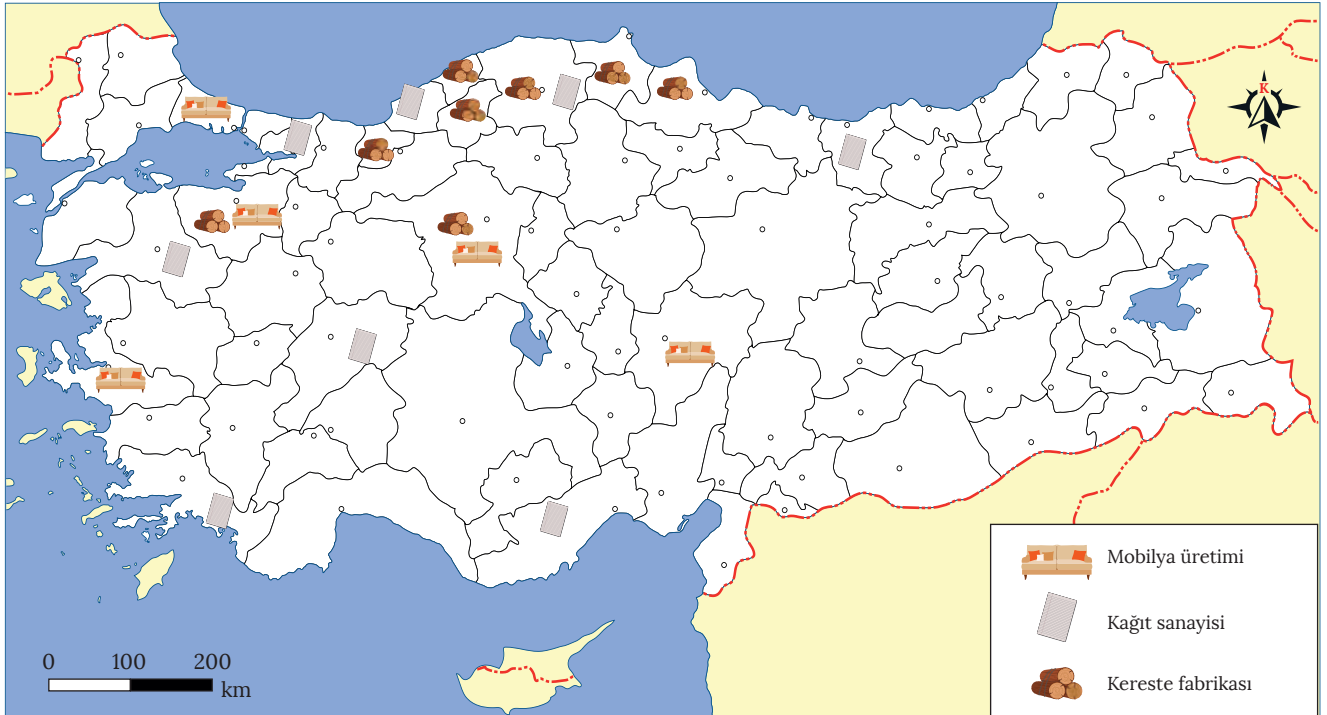 K
Mobilya üretimi
Kağıt sanayisi
Kereste fabrikası
0 100 200
km